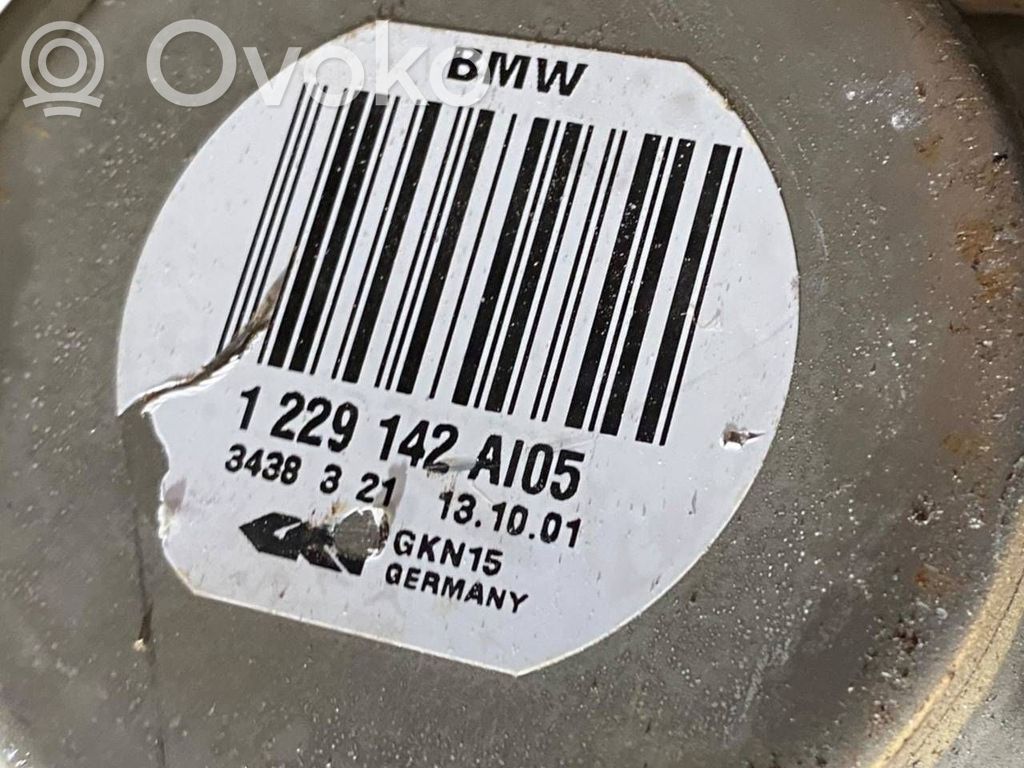 Ovoko
BMW
1 229 142 AI05
3438 3 21 13.10.01
GKN15
GERMANY